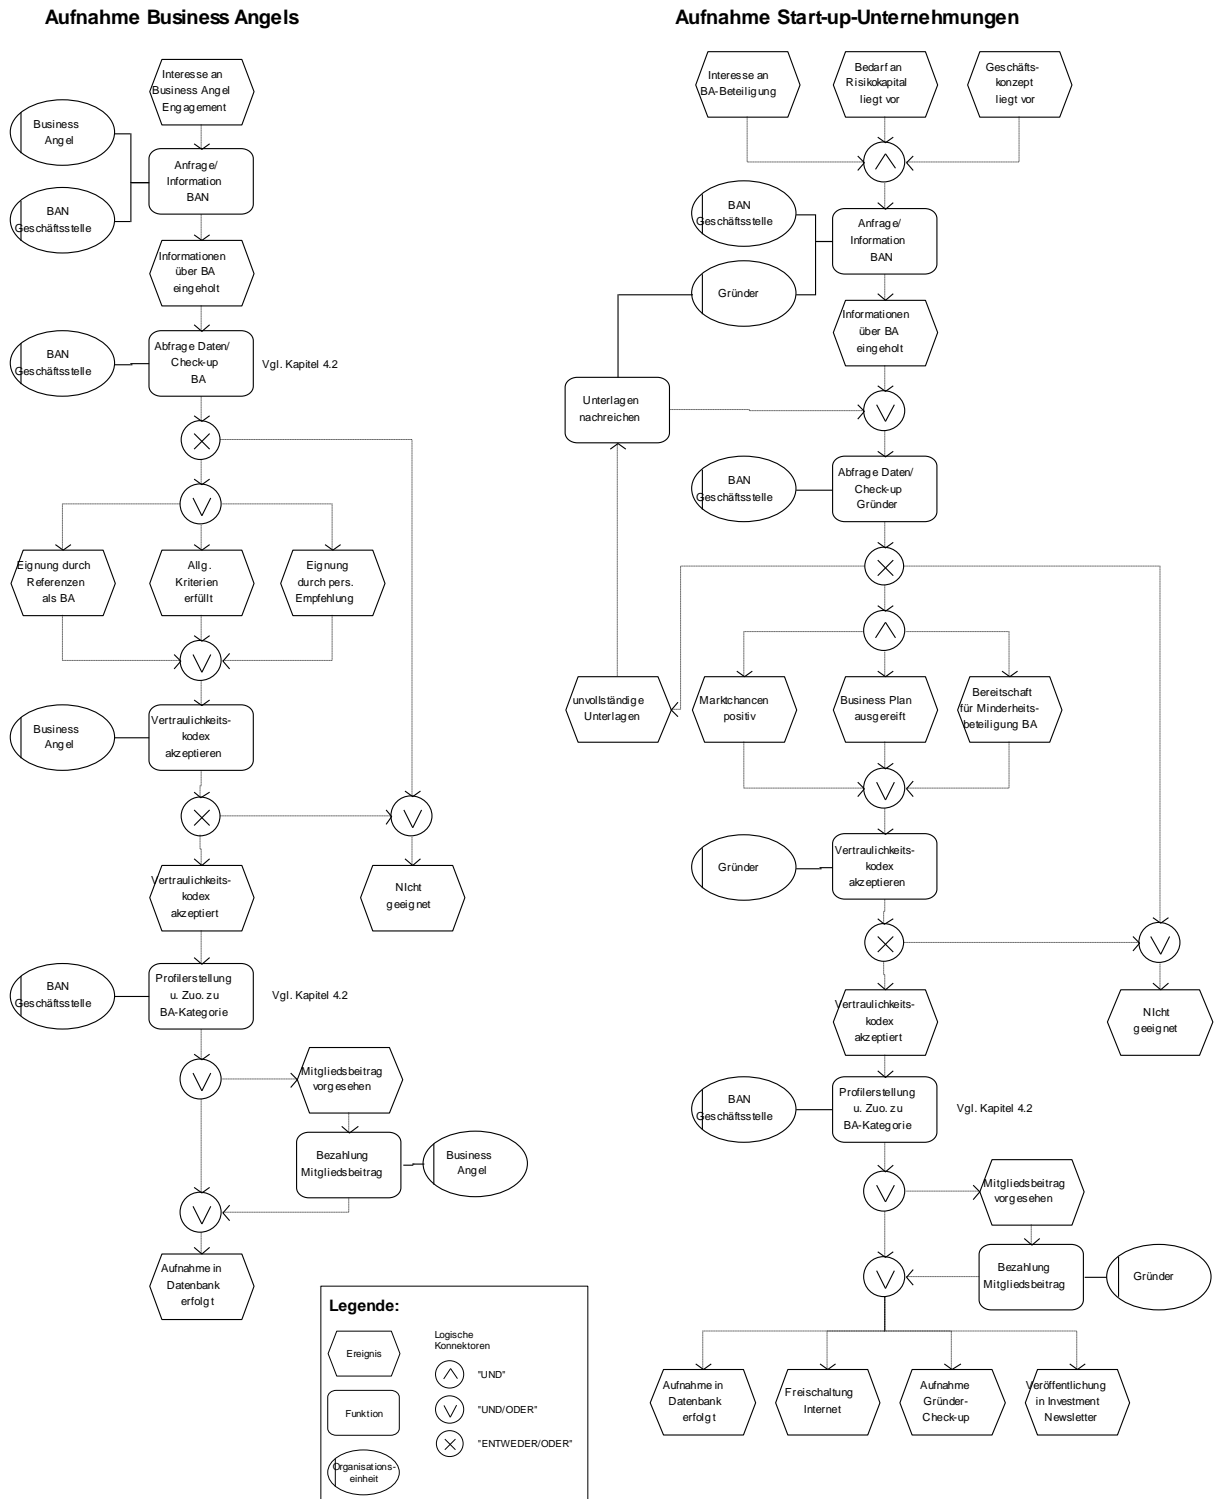 Aufnahme Business Angels
Interesse an
Business Angel
Engagement
Business
Angel
Anfrage/
Information
BAN
BAN
Geschäftsstelle
Informationen
über BA
eingeholt
BAN
Geschäftsstelle
Abfrage Daten/
Check-up
BA
Vgl. Kapitel 4.2
Eignung durch
Referenzen
als BA
Allg.
Kriterien
erfüllt
Eignung
durch pers.
Empfehlung
Business
Angel
Vertraulichkeits-
kodex
akzeptieren
Vertraulichkeits-
kodex
akzeptiert
NIcht
geeignet
BAN
Geschäftsstelle
Profilerstellung
u. Zuo. zu
BA-Kategorie
Vgl. Kapitel 4.2
Mitgliedsbeitrag
vorgesehen
Bezahlung
Mitgliedsbeitrag
Business
Angel
Aufnahme in
Datenbank
erfolgt
Legende:
Ereignis
Funktion
Organisations-
einheit
Logische
Konnektoren
"UND"
"UND/ODER"
"ENTWEDER/ODER"
Aufnahme Start-up-Unternehmungen
Interesse an
BA-Beteiligung
Bedarf an
Risikokapital
liegt vor
Geschäfts-
konzept
liegt vor
BAN
Geschäftsstelle
Anfrage/
Information
BAN
Gründer
Informationen
über BA
eingeholt
Unterlagen
nachreichen
BAN
Geschäftsstelle
Abfrage Daten/
Check-up
Gründer
unvollständige
Unterlagen
Marktchancen
positiv
Business Plan
ausgereift
Bereitschaft
für Minderheits-
beteiligung BA
Gründer
Vertraulichkeits-
kodex
akzeptieren
Vertraulichkeits-
kodex
akzeptiert
NIcht
geeignet
BAN
Geschäftsstelle
Profilerstellung
u. Zuo. zu
BA-Kategorie
Vgl. Kapitel 4.2
Mitgliedsbeitrag
vorgesehen
Bezahlung
Mitgliedsbeitrag
Gründer
Aufnahme in
Datenbank
erfolgt
Freischaltung
Internet
Aufnahme
Gründer-
Check-up
Veröffentlichung
in Investment
Newsletter